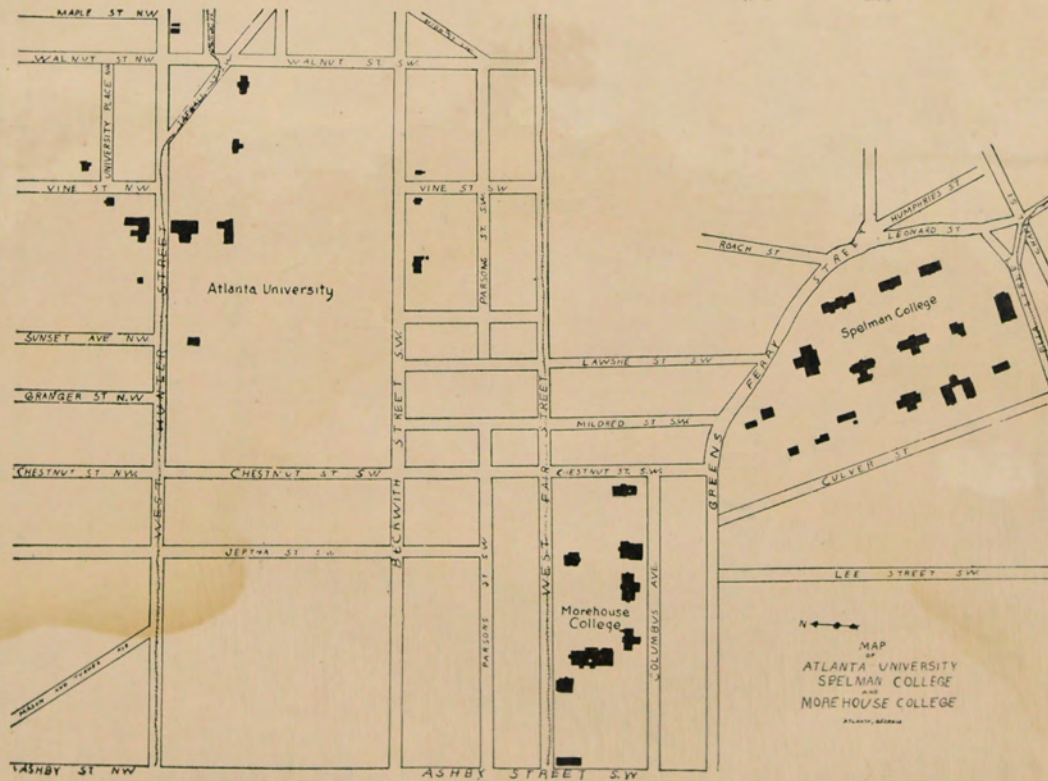 MAPLE ST NW
WALNUT ST NW
WALNUT ST SW
UNIVERSITY PLACE NW
VINE ST NW
VINE ST SW
PARSONS ST SW
HUMPHRIES ST
LEONARD ST
ROACH ST
Atlanta University
Spelman College
SUNSET AVE NW
LAWSHE ST S.W
GRANGER ST N.W
MILDRED ST S.W.
CHESTNUT ST NW
CHESTNUT ST SW
CHESTNUT ST. S.W.
CULVER ST
WEST HUNTER STREET
BECKWITH STREET S.W.
WEST FAIR STREET
GREENS FERRY STREET
JEPTHA ST SW
PARSONS ST SW
COLUMBUS AVE
LEE STREET S.W.
Morehouse
College
N
MAP
OF
ATLANTA UNIVERSITY
SPELMAN COLLEGE
AND
MOREHOUSE COLLEGE
ATLANTA, GEORGIA
ASHBY ST NW
ASHBY STREET S.W